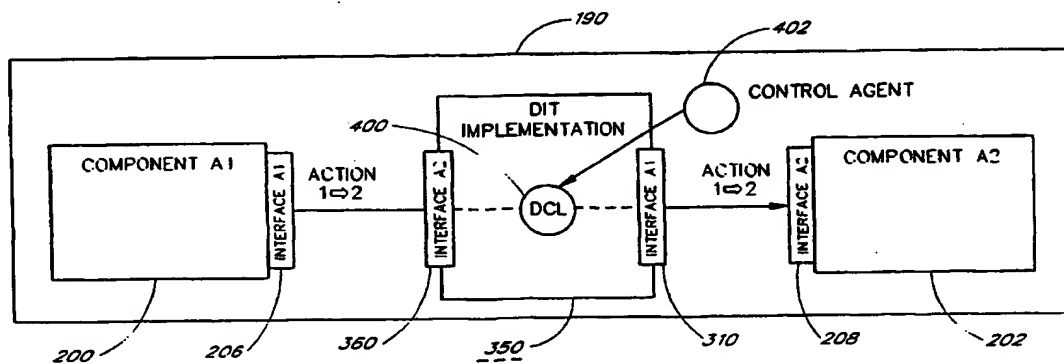 190
402
CONTROL AGENT
DIT
IMPLEMENTATION
400
COMPONENT A1
INTERFACE A1
ACTION
1⇨2
INTERFACE A2
DCL
INTERFACE A1
ACTION
1⇨2
INTERFACE A2
COMPONENT A2
200
206
360
350
310
208
202